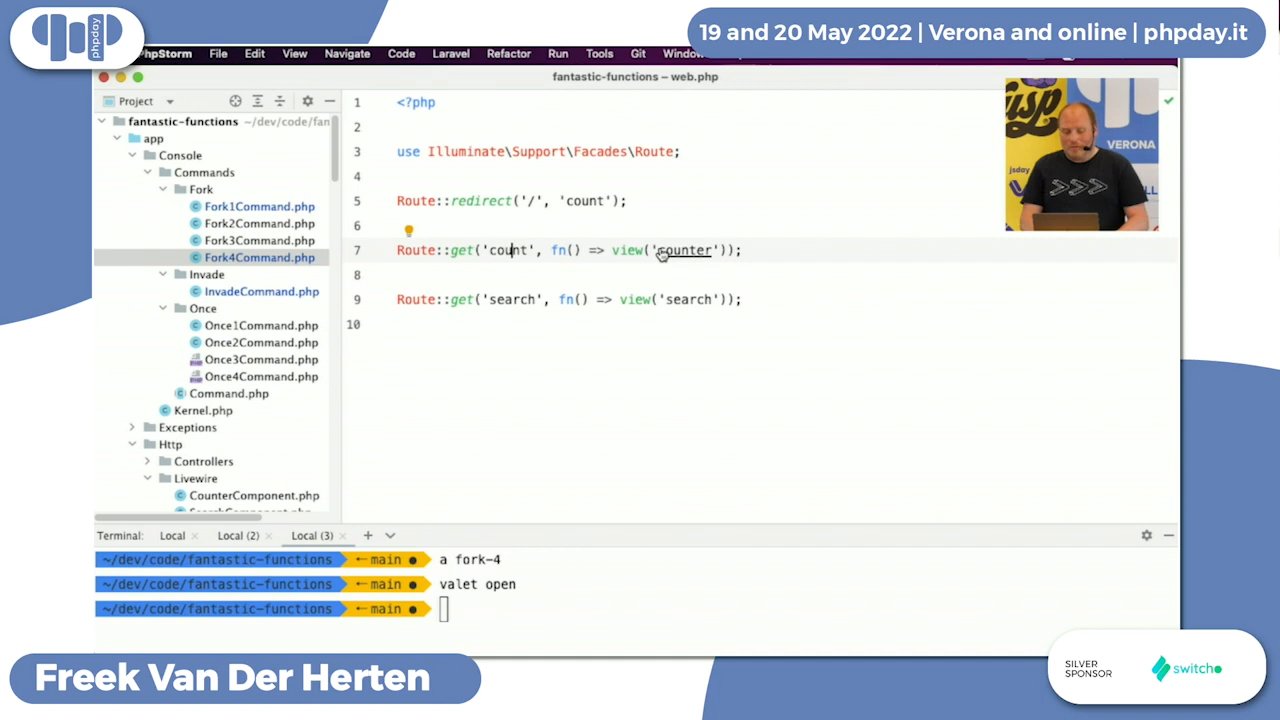 phpday
19 and 20 May 2022 | Verona and online | phpday.it
PhpStorm File Edit View Navigate Code Laravel Refactor Run Tools Git Window
fantastic-functions – web.php
Project
fantastic-functions ~/dev/code/fan
app
Console
Commands
Fork
Fork1Command.php
Fork2Command.php
Fork3Command.php
Fork4Command.php
Invade
InvadeCommand.php
Once
Once1Command.php
Once2Command.php
Once3Command.php
Once4Command.php
Command.php
Kernel.php
Exceptions
Http
Controllers
Livewire
CounterComponent.php
1 <?php
2
3 use Illuminate\Support\Facades\Route;
4
5 Route::redirect('/', 'count');
6
7 Route::get('count', fn() => view('counter'));
8
9 Route::get('search', fn() => view('search'));
10
VERONA
jsday
Terminal: Local Local (2) Local (3)
~/dev/code/fantastic-functions ←main ● a fork-4
~/dev/code/fantastic-functions ←main ● valet open
~/dev/code/fantastic-functions ←main ●
Freek Van Der Herten
SILVER
SPONSOR
switcho